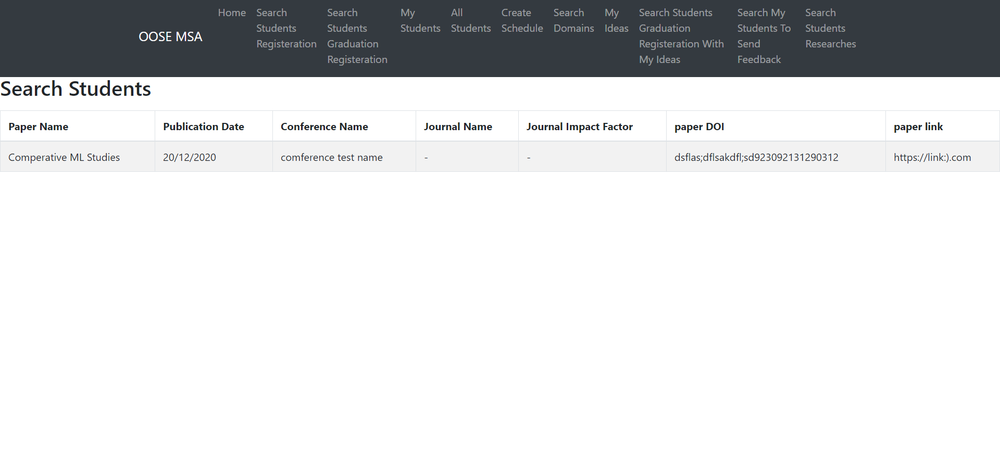 OOSE MSA
Home
Search
Students
Registeration
Search
Students
Graduation
Registeration
My
Students
All
Students
Create
Schedule
Search
Domains
My
Ideas
Search Students
Graduation
Registeration With
My Ideas
Search My
Students To
Send
Feedback
Search
Students
Researches
Search Students
Paper Name Publication Date Conference Name Journal Name Journal Impact Factor paper DOI paper link
Comperative ML Studies 20/12/2020 comference test name - - dsflas;dflsakdfl;sd923092131290312 https://link:).com